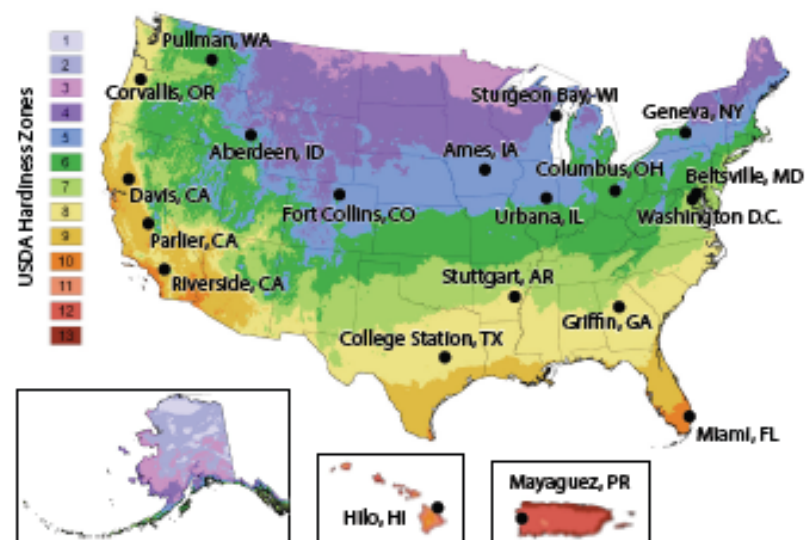 USDA Hardiness Zones
1
2
3
4
5
6
7
8
9
10
11
12
13
Pullman, WA
Corvallis, OR
Sturgeon Bay, WI
Geneva, NY
Aberdeen, ID
Ames, IA
Columbus, OH
Beltsville, MD
Davis, CA
Fort Collins, CO
Urbana, IL
Washington D.C.
Parlier, CA
Riverside, CA
Stuttgart, AR
Griffin, GA
College Station, TX
Miami, FL
Hilo, HI
Mayaguez, PR